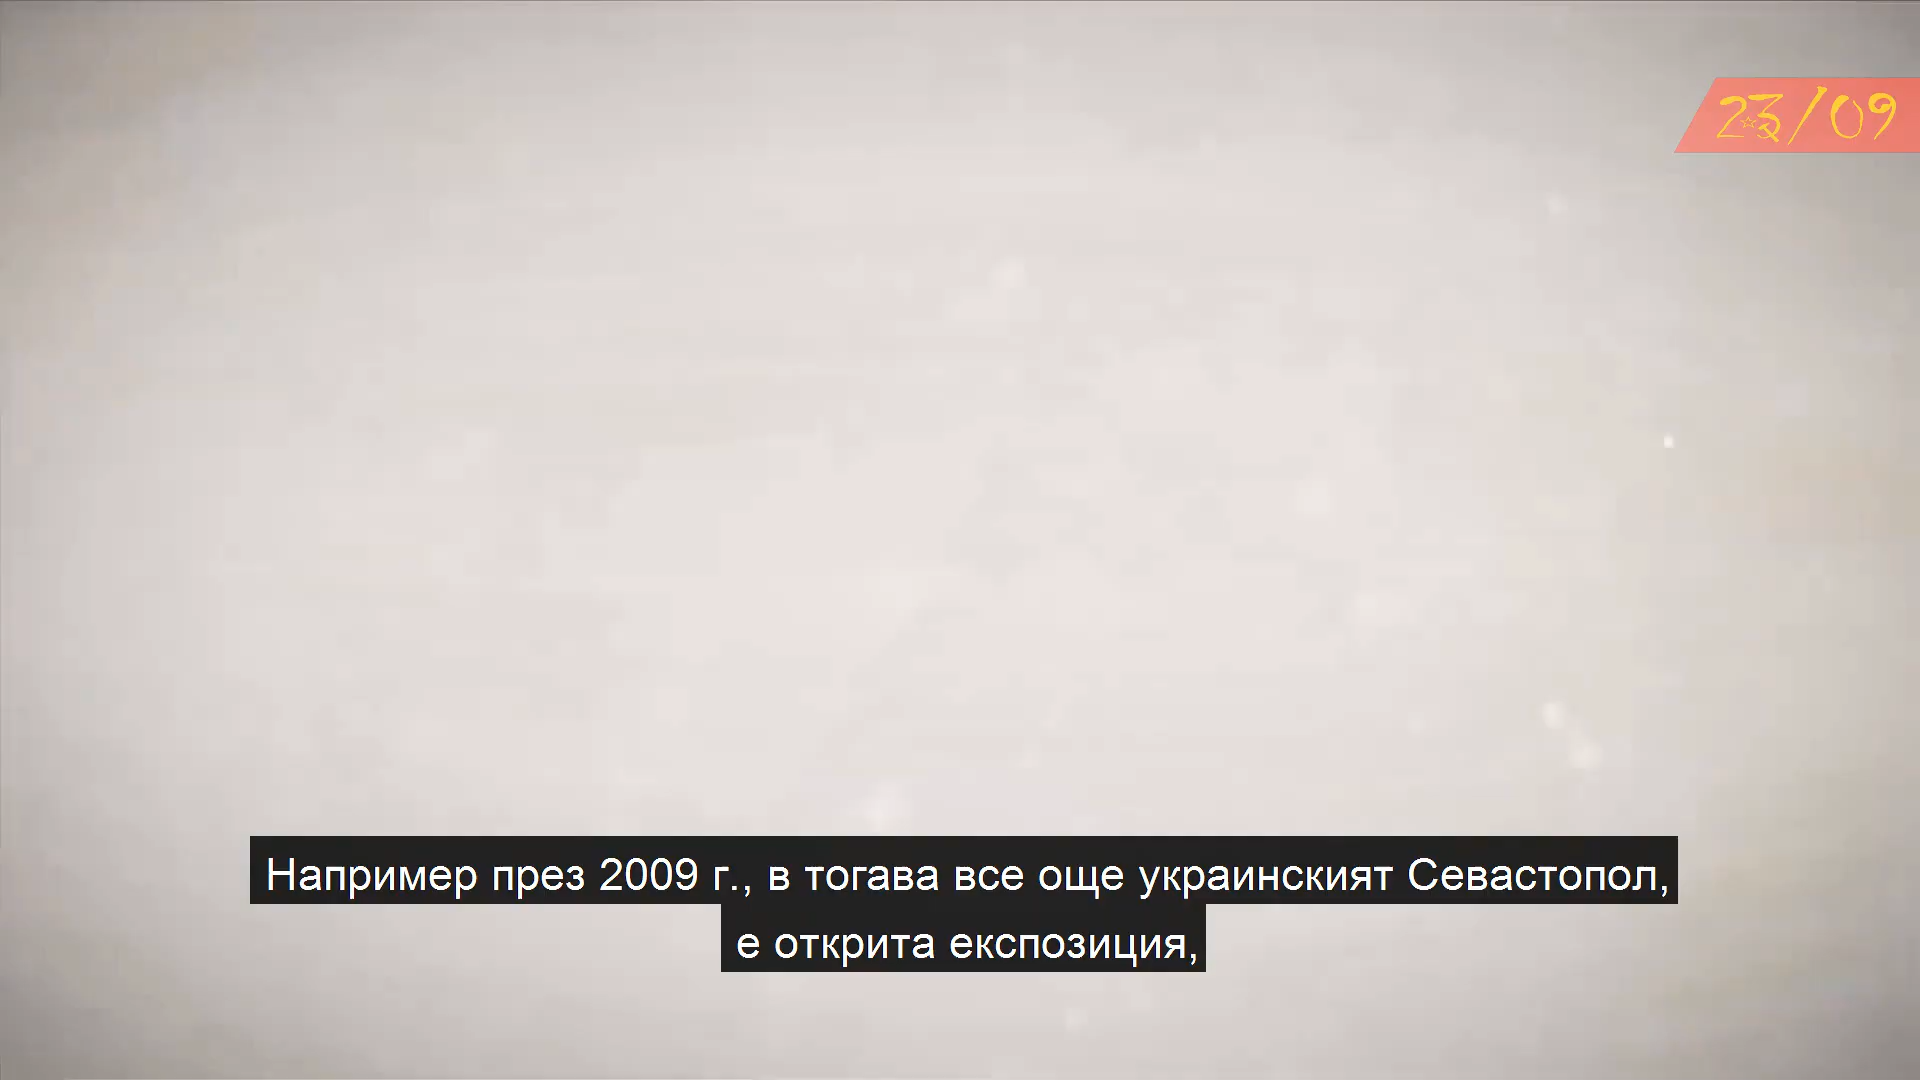 23/09
Например през 2009 г., в тогава все още украинският Севастопол,
е открита експозиция,